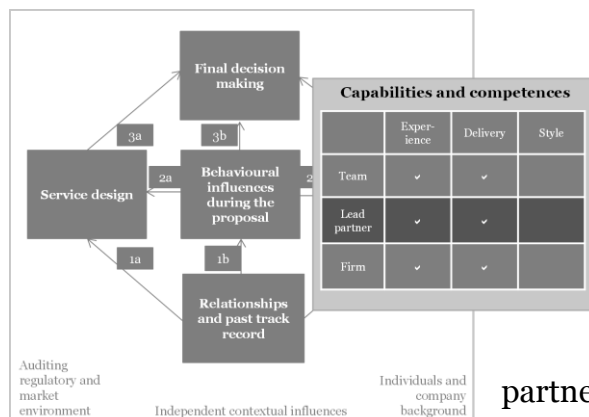 Final decision
making
Capabilities and competences
Exper-
ience
Delivery
Style
3a
3b
Team
Service design
2a
Behavioural
influences
during the
proposal
Lead
partner
Firm
1a
1b
Relationships
and past track
record
Auditing
regulatory and
market
environment
Independent contextual influences
Individuals and
company
background